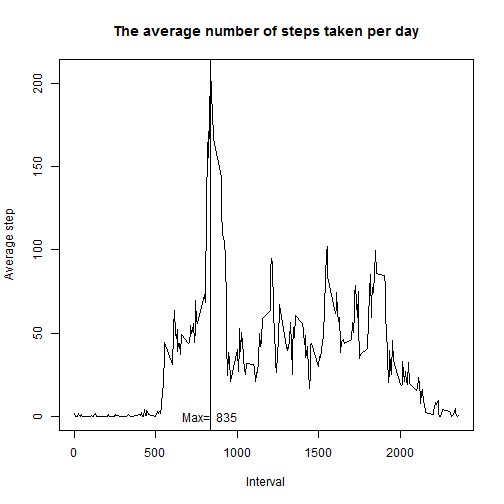 The average number of steps taken per day
200
150
100
50
0
Average step
Max= 835
0 500 1000 1500 2000
Interval